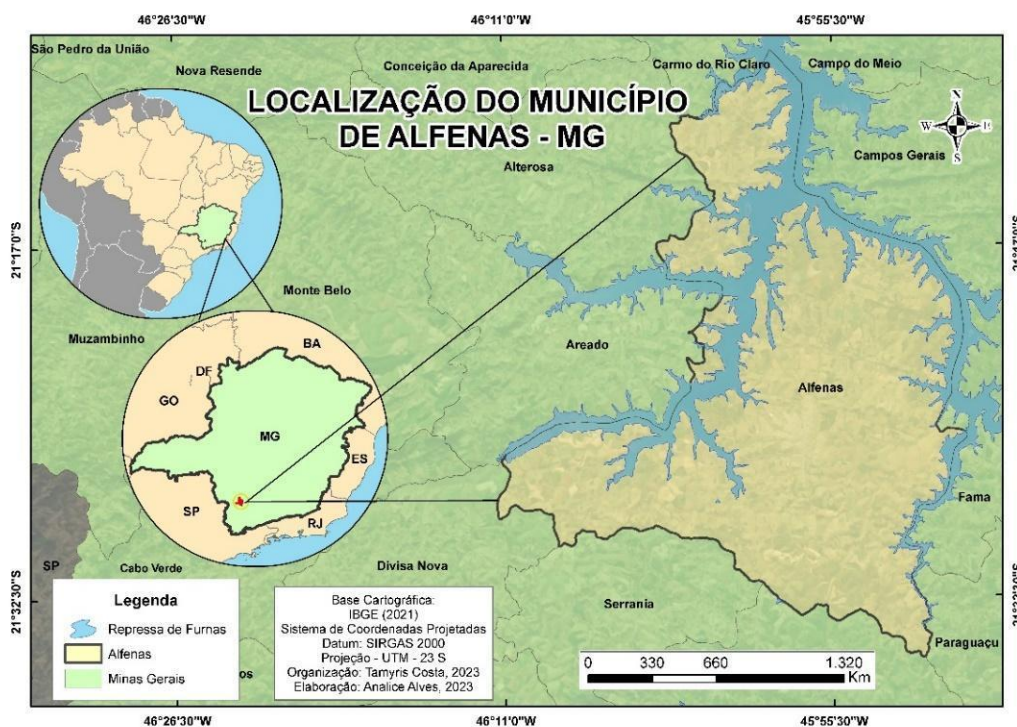 46°26'30"W
46°11'0"W
45°55'30"W
São Pedro da União
Nova Resende
Conceição da Aparecida
Carmo do Rio Claro
Campo do Meio
LOCALIZAÇÃO DO MUNICÍPIO
DE ALFENAS - MG
N
W
E
S
Alterosa
Campos Gerais
21°17'0"S
Monte Belo
Muzambinho
Areado
Alfenas
BA
DF
GO
MG
ES
SP
RJ
Fama
SP
Cabo Verde
Divisa Nova
Serrania
Paraguaçu
21°32'30"S
Legenda
Repressa de Furnas
Alfenas
Minas Gerais
os
Base Cartográfica:
IBGE (2021)
Sistema de Coordenadas Projetadas
Datum: SIRGAS 2000
Projeção - UTM - 23 S
Organização: Tamyris Costa, 2023
Elaboração: Analice Alves, 2023
0 330 660 1.320
Km
46°26'30"W
46°11'0"W
45°55'30"W